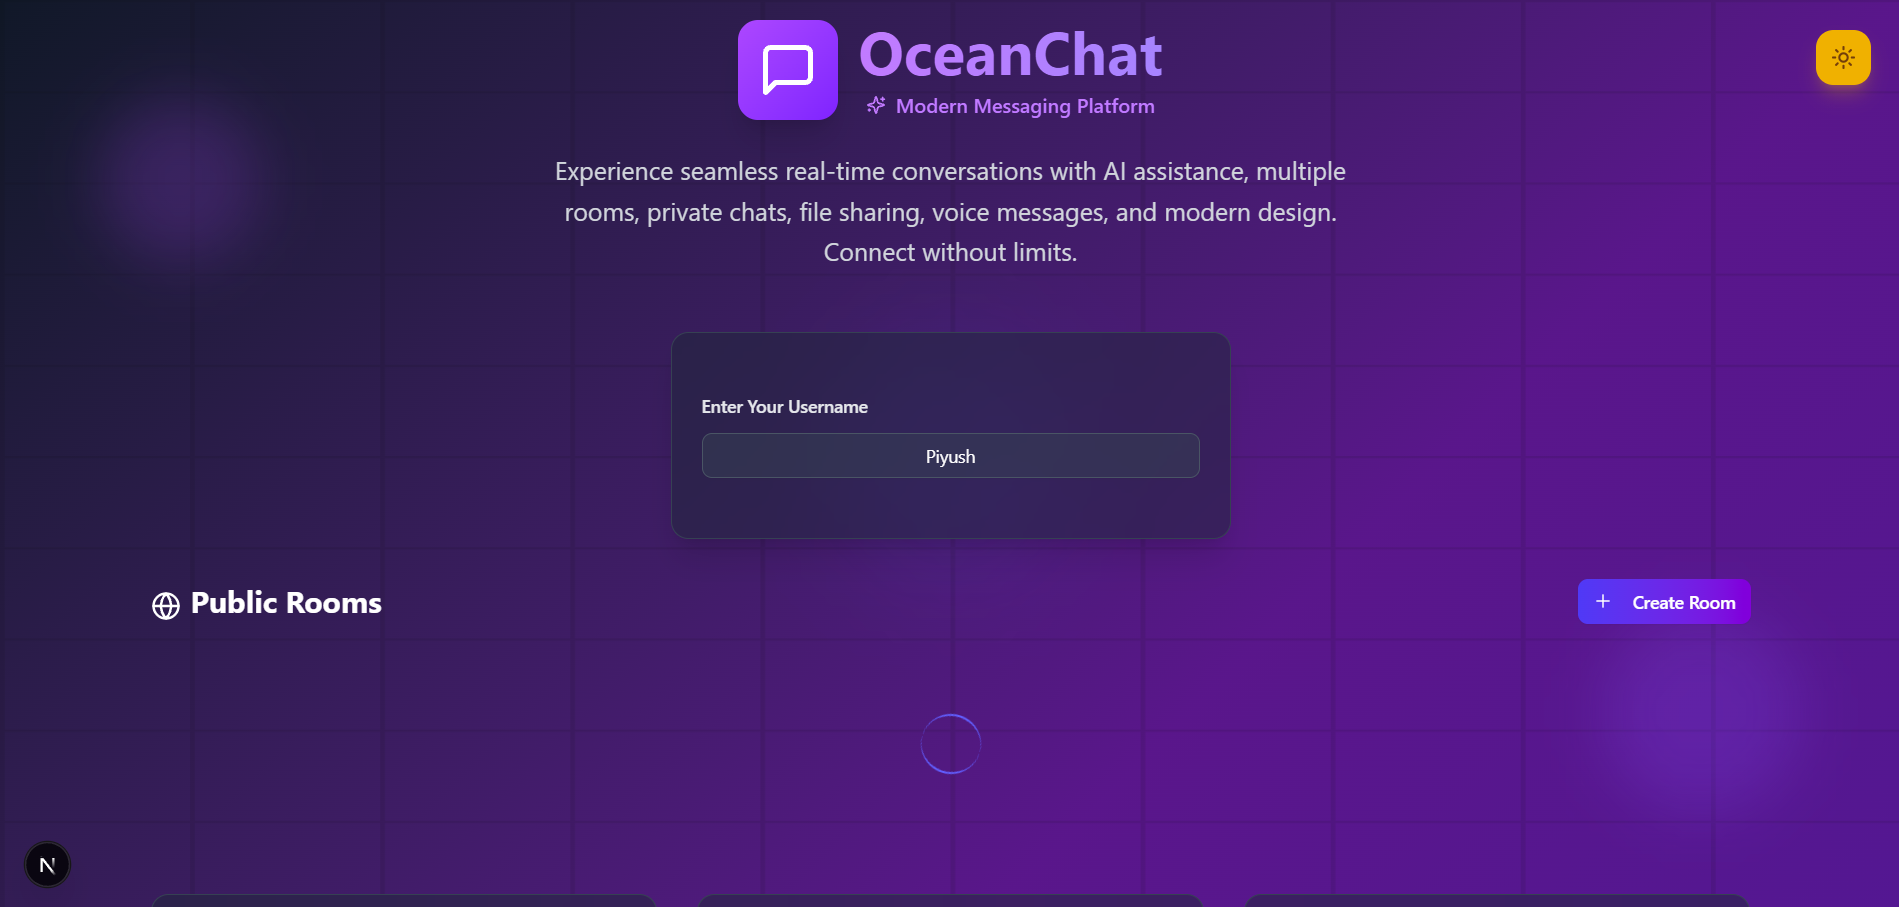 OceanChat
Modern Messaging Platform
Experience seamless real-time conversations with AI assistance, multiple
rooms, private chats, file sharing, voice messages, and modern design.
Connect without limits.
Enter Your Username
Piyush
Public Rooms
Create Room
N